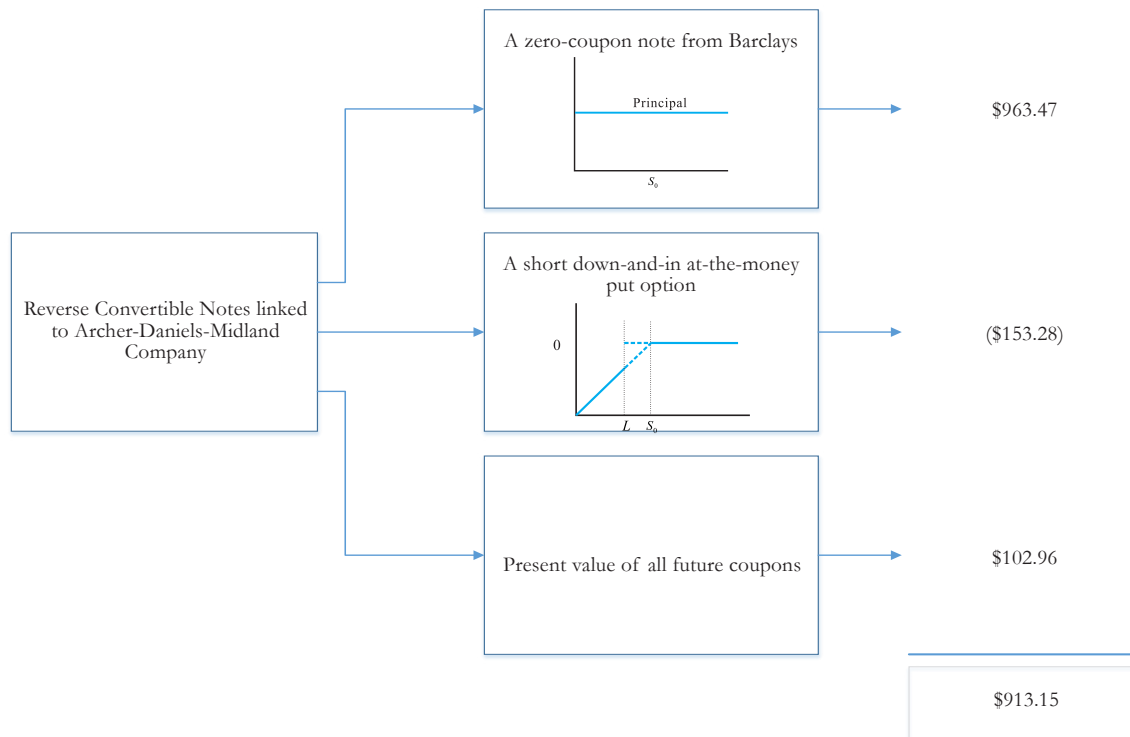 A zero-coupon note from Barclays
Principal
S₀
$963.47
Reverse Convertible Notes linked
to Archer-Daniels-Midland
Company
A short down-and-in at-the-money
put option
0
L S₀
($153.28)
Present value of all future coupons
$102.96
$913.15